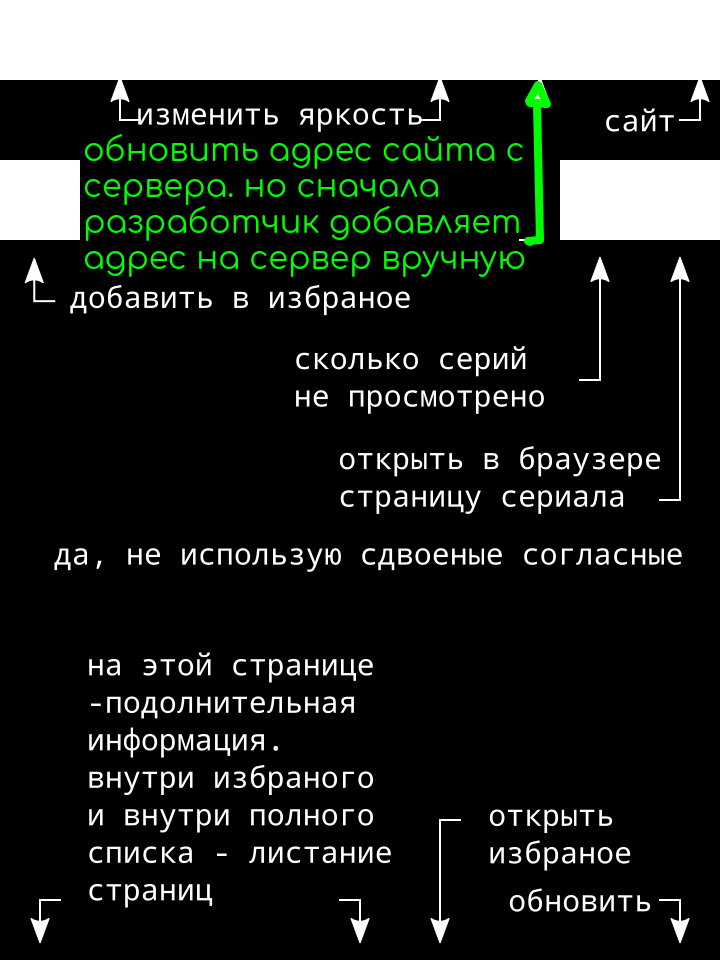 изменить яркость
сайт
обновить адрес сайта с
сервера. но сначала
разработчик добавляет
адрес на сервер вручную
добавить в избраное
сколько серий
не просмотрено
открыть в браузере
страницу сериала
да, не использую сдвоеные согласные
на этой странице
-подолнительная
информация.
внутри избраного
и внутри полного
списка - листание
страниц
открыть
избраное
обновить